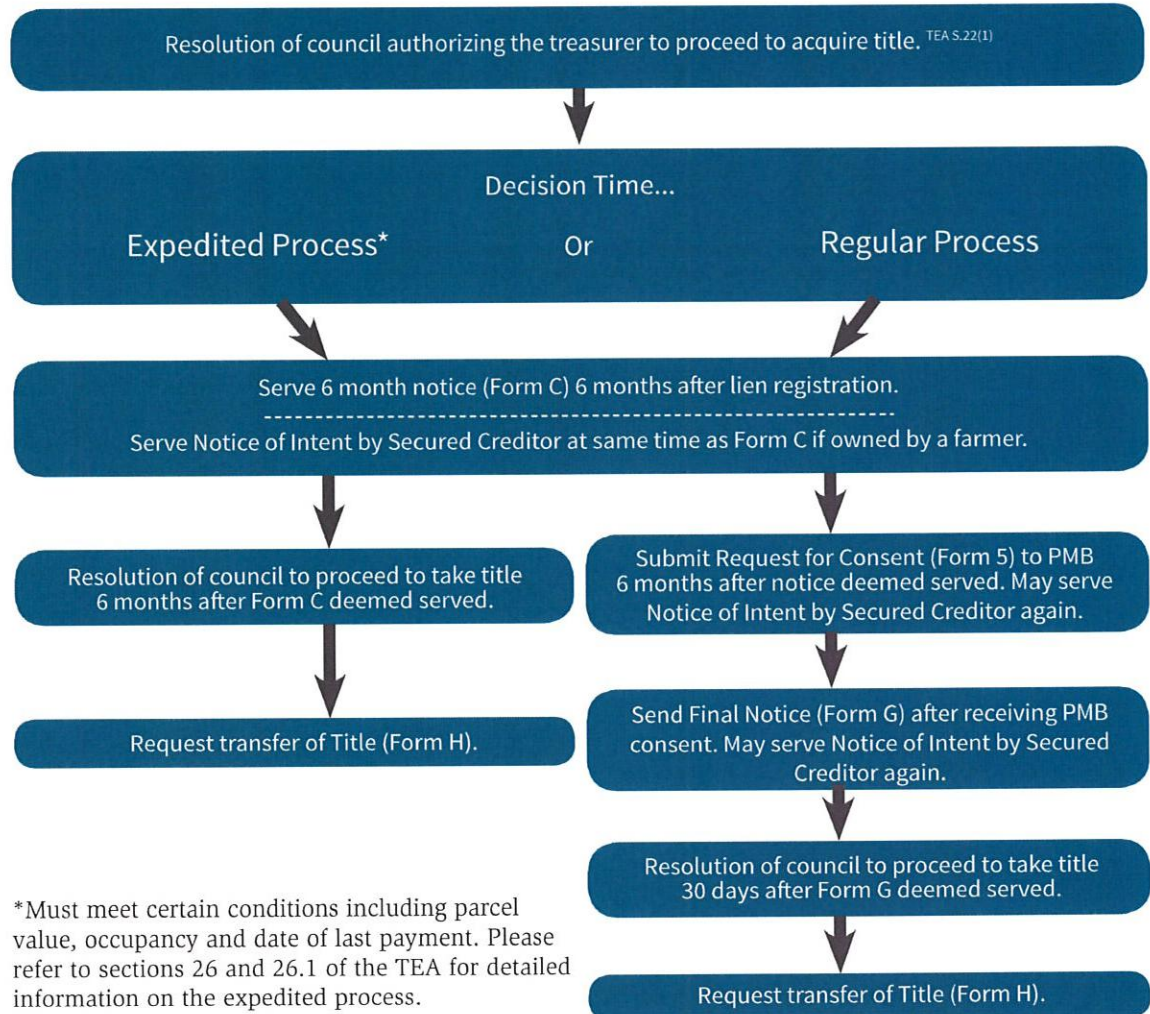 Resolution of council authorizing the treasurer to proceed to acquire title. TEA S.22(1)
Decision Time...
Expedited Process*
Or
Regular Process
Serve 6 month notice (Form C) 6 months after lien registration.
Serve Notice of Intent by Secured Creditor at same time as Form C if owned by a farmer.
Resolution of council to proceed to take title
6 months after Form C deemed served.
Request transfer of Title (Form H).
Submit Request for Consent (Form 5) to PMB
6 months after notice deemed served. May serve
Notice of Intent by Secured Creditor again.
Send Final Notice (Form G) after receiving PMB
consent. May serve Notice of Intent by Secured
Creditor again.
Resolution of council to proceed to take title
30 days after Form G deemed served.
Request transfer of Title (Form H).
*Must meet certain conditions including parcel
value, occupancy and date of last payment. Please
refer to sections 26 and 26.1 of the TEA for detailed
information on the expedited process.